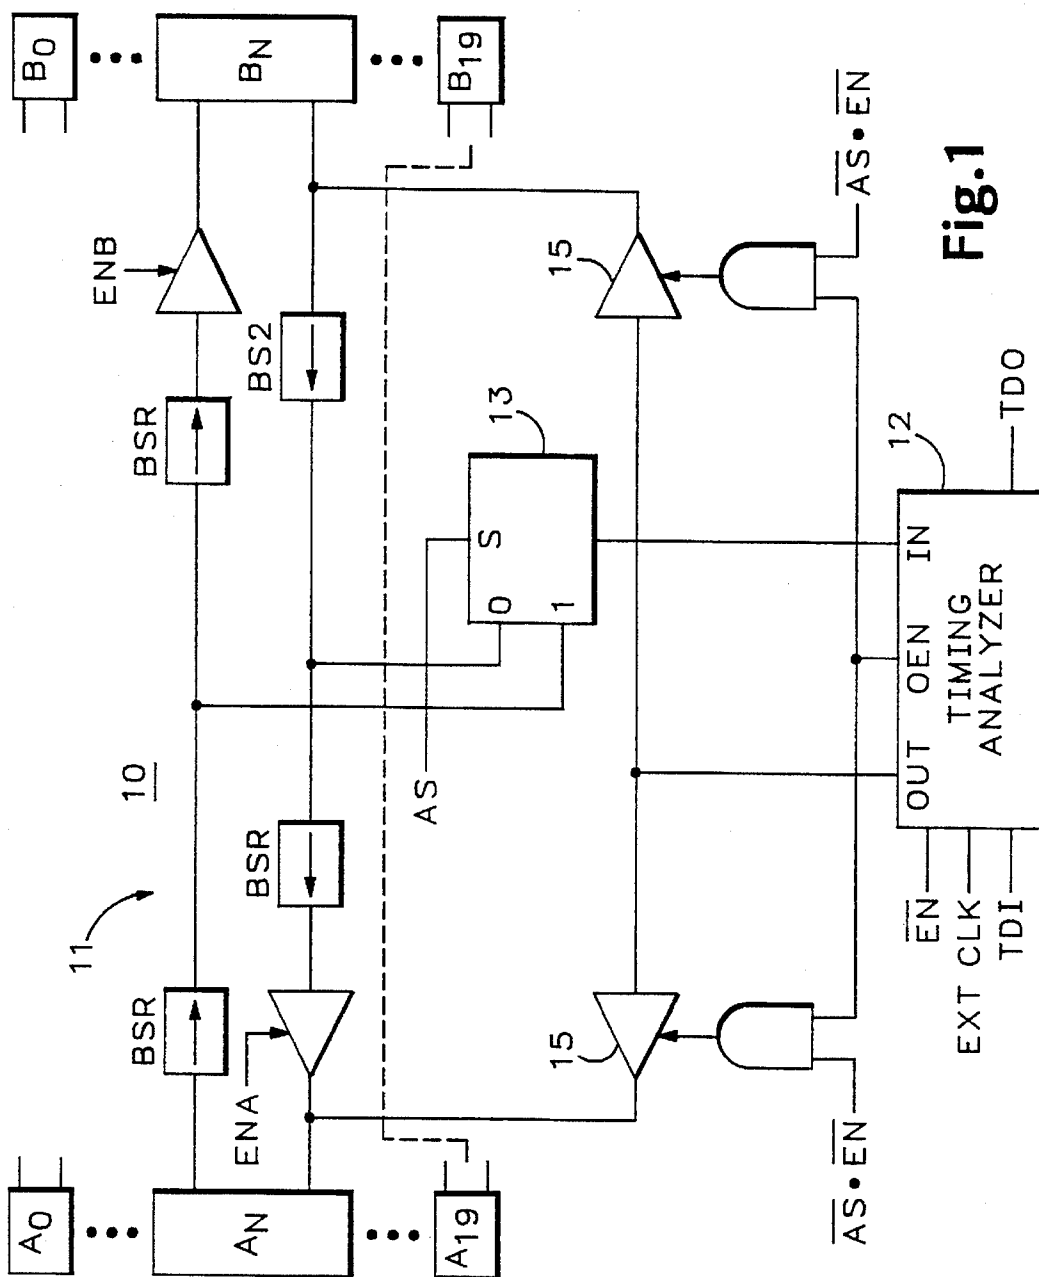 A0
AN
A19
B0
BN
B19
11
10
BSR
BSR
ENB
BSR
BS2
ENA
AS
S
0
1
13
15
15
AS•EN
AS•EN
OUT OEN IN
TIMING
ANALYZER
12
EN
EXT CLK
TDI
TDO
Fig.1